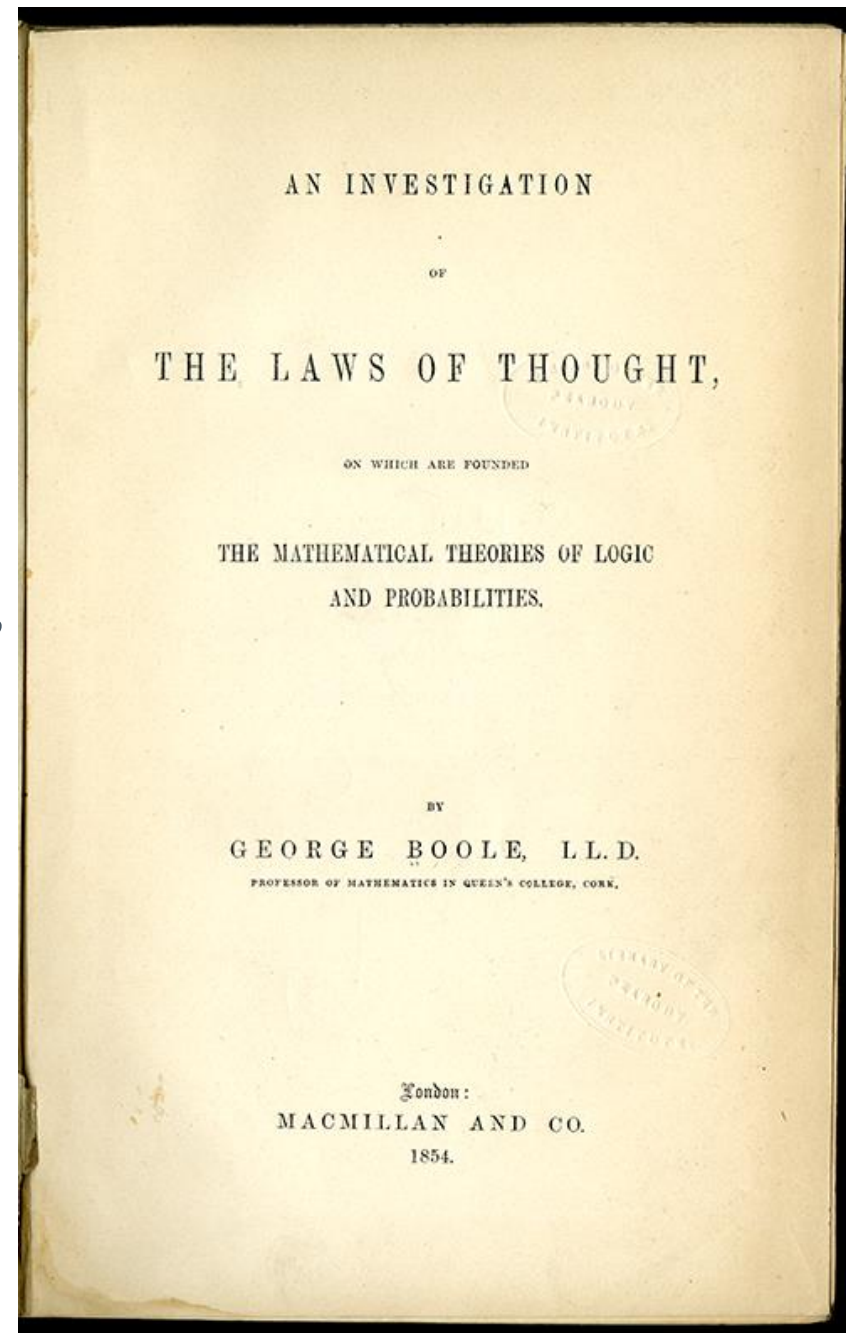 AN INVESTIGATION
OF
THE LAWS OF THOUGHT,
ON WHICH ARE FOUNDED
THE MATHEMATICAL THEORIES OF LOGIC
AND PROBABILITIES.
BY
GEORGE BOOLE, LL.D.
PROFESSOR OF MATHEMATICS IN QUEEN'S COLLEGE, CORK.
London:
MACMILLAN AND CO.
1854.